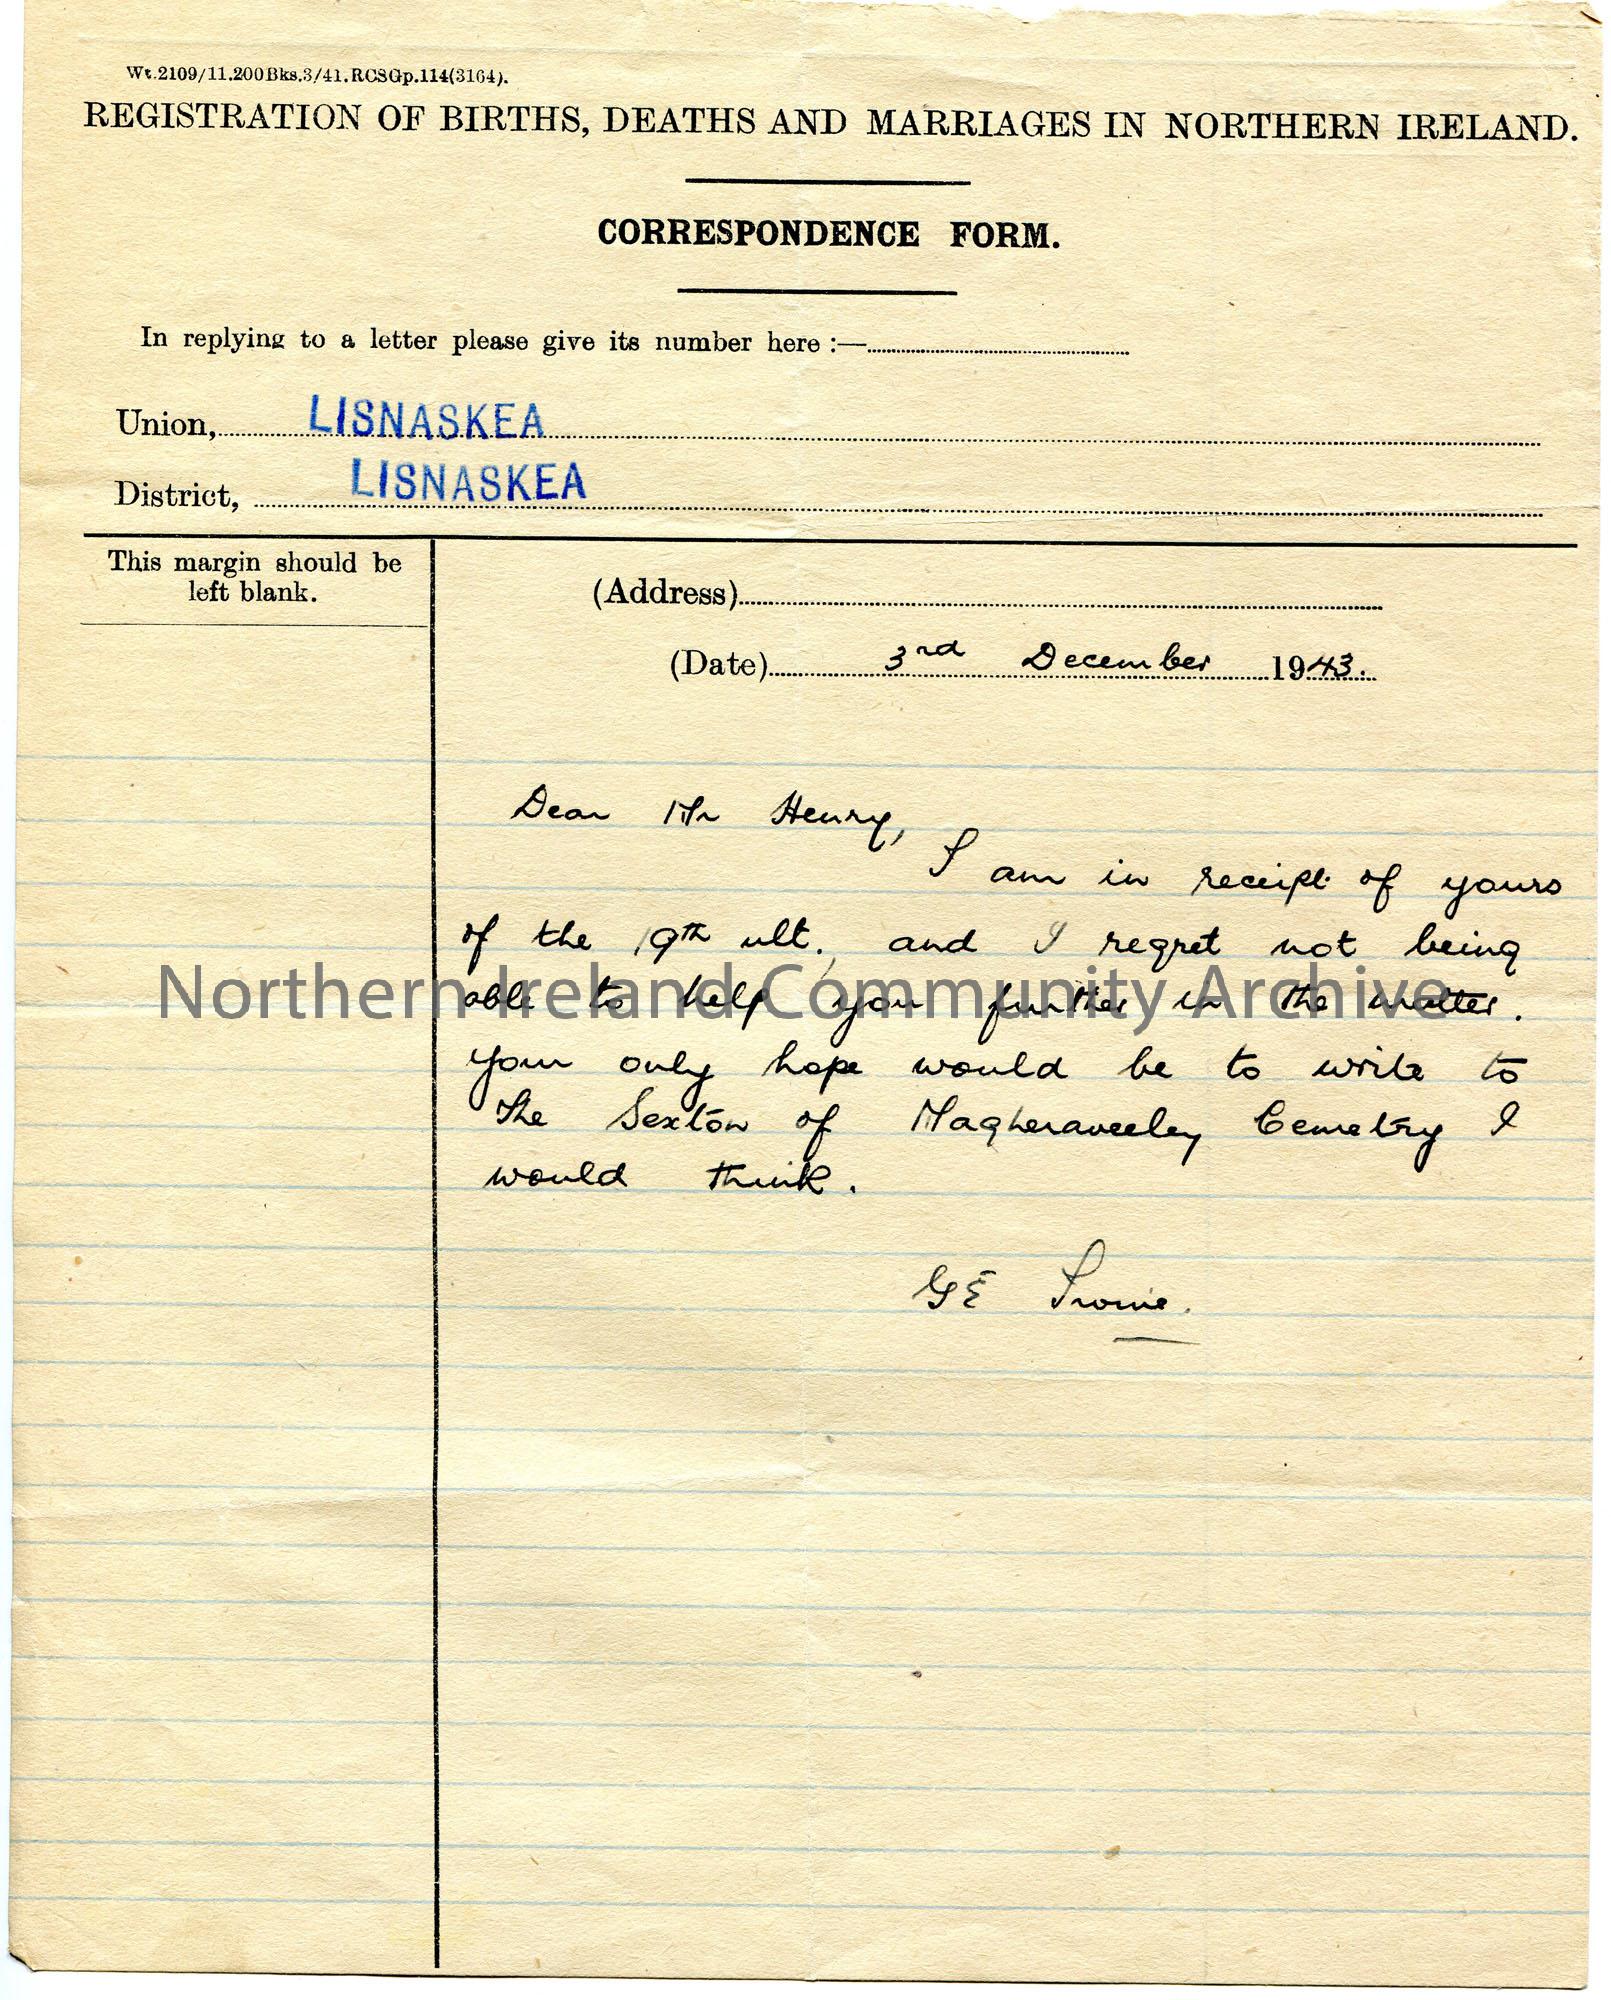 Wt.2109/11.200Bks.3/41.RCSGp.114(3164).
REGISTRATION OF BIRTHS, DEATHS AND MARRIAGES IN NORTHERN IRELAND.
CORRESPONDENCE FORM.
In replying to a letter please give its number here :—
Union, LISNASKEA
District, LISNASKEA
This margin should be
left blank.
(Address)
(Date) 3rd December 1943.
Dear Mr Henry,
I am in receipt of yours
of the 19th ult., and I regret not being
able to help you further in the matter.
Your only hope would be to write to
The Sexton of Magheraveeley Cemetry I
would think.
GE Irvine.
Northern Ireland Community Archive